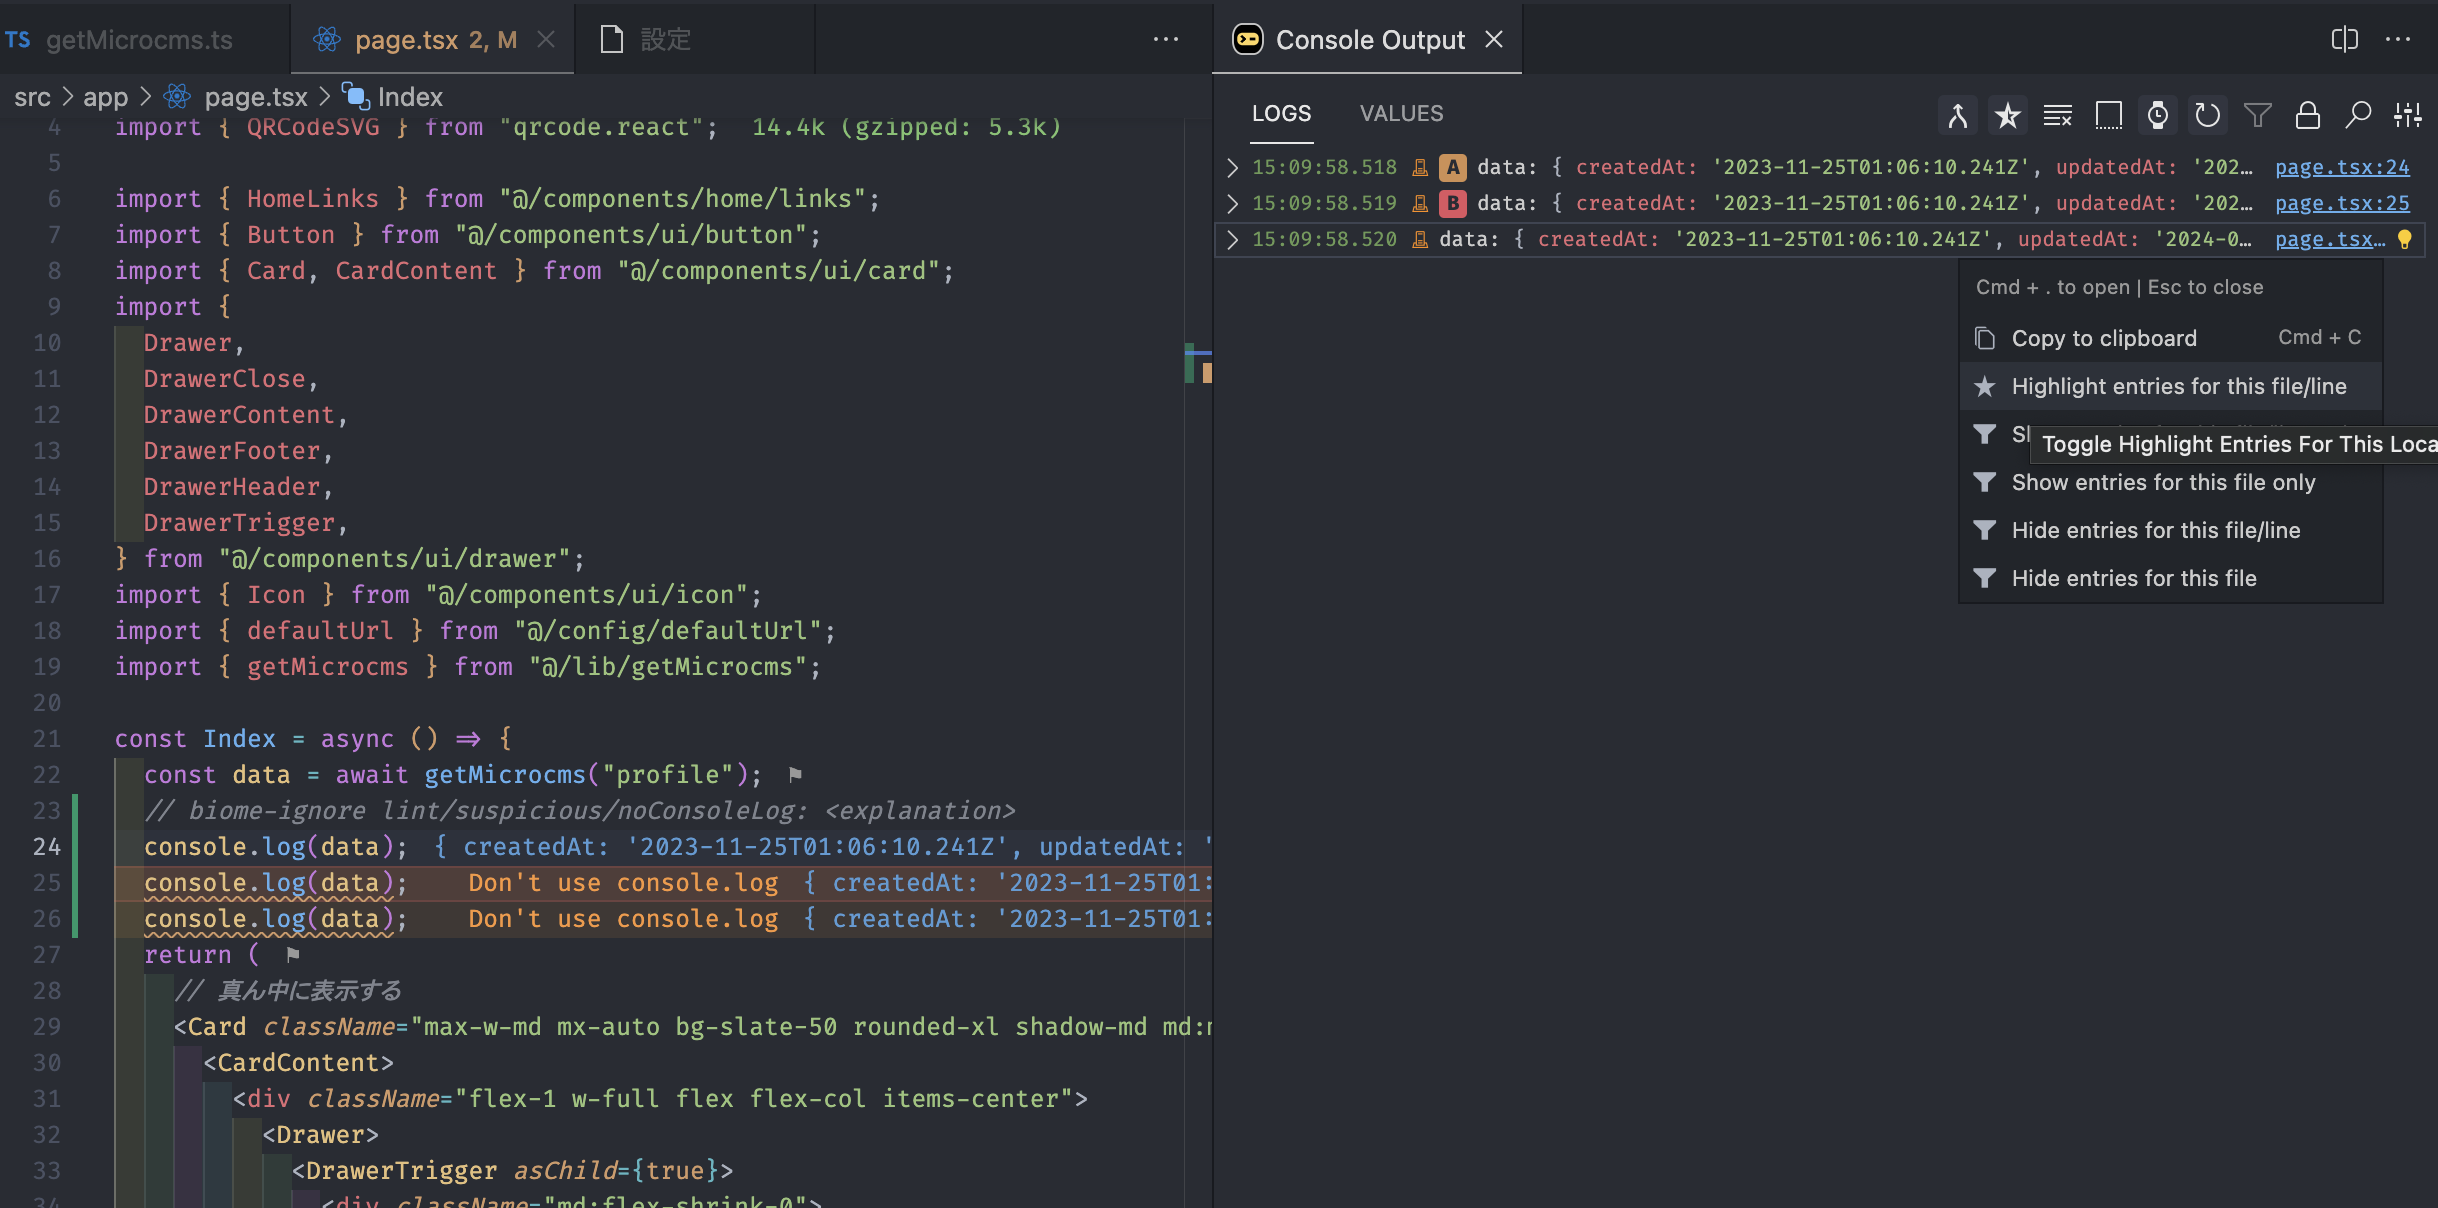 TS getMicrocms.ts
page.tsx 2, M
設定
src > app > page.tsx > Index
4 import { QRCodeSVG } from "qrcode.react"; 14.4k (gzipped: 5.3k)
5
6 import { HomeLinks } from "@/components/home/links";
7 import { Button } from "@/components/ui/button";
8 import { Card, CardContent } from "@/components/ui/card";
9 import {
10 Drawer,
11 DrawerClose,
12 DrawerContent,
13 DrawerFooter,
14 DrawerHeader,
15 DrawerTrigger,
16 } from "@/components/ui/drawer";
17 import { Icon } from "@/components/ui/icon";
18 import { defaultUrl } from "@/config/defaultUrl";
19 import { getMicrocms } from "@/lib/getMicrocms";
20
21 const Index = async () => {
22 const data = await getMicrocms("profile");
23 // biome-ignore lint/suspicious/noConsoleLog: <explanation>
24 console.log(data); { createdAt: '2023-11-25T01:06:10.241Z', updatedAt: '
25 console.log(data); Don't use console.log { createdAt: '2023-11-25T01:
26 console.log(data); Don't use console.log { createdAt: '2023-11-25T01:
27 return (
28 // 真ん中に表示する
29 <Card className="max-w-md mx-auto bg-slate-50 rounded-xl shadow-md md:
30 <CardContent>
31 <div className="flex-1 w-full flex flex-col items-center">
32 <Drawer>
33 <DrawerTrigger asChild={true}>
34 <div className="md:flex-shrink-0">
Console Output
LOGS VALUES
15:09:58.518 A data: { createdAt: '2023-11-25T01:06:10.241Z', updatedAt: '202… page.tsx:24
15:09:58.519 B data: { createdAt: '2023-11-25T01:06:10.241Z', updatedAt: '202… page.tsx:25
15:09:58.520 data: { createdAt: '2023-11-25T01:06:10.241Z', updatedAt: '2024-0… page.tsx…
Cmd + . to open | Esc to close
Copy to clipboard Cmd + C
Highlight entries for this file/line
Toggle Highlight Entries For This Loca
Show entries for this file only
Hide entries for this file/line
Hide entries for this file